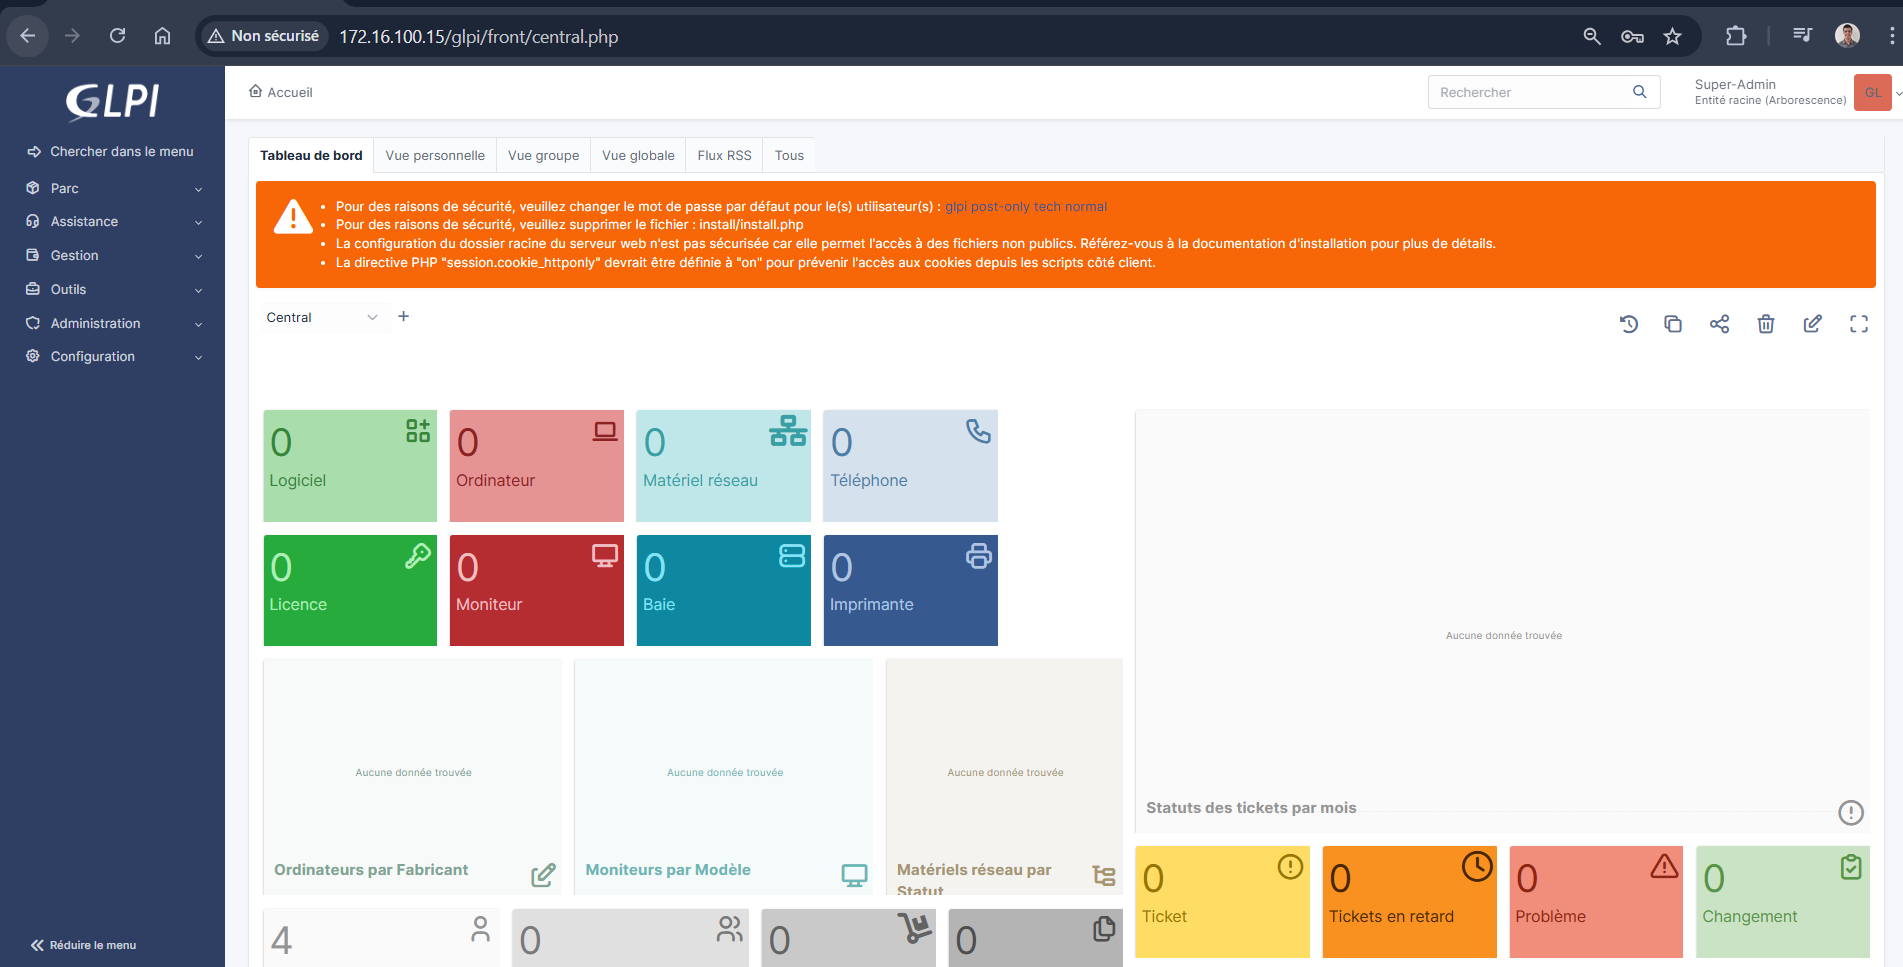 Non sécurisé
172.16.100.15/glpi/front/central.php
GLPI
Chercher dans le menu
Parc
Assistance
Gestion
Outils
Administration
Configuration
Réduire le menu
Accueil
Rechercher
Super-Admin
Entité racine (Arborescence)
GL
Tableau de bord
Vue personnelle
Vue groupe
Vue globale
Flux RSS
Tous
Pour des raisons de sécurité, veuillez changer le mot de passe par défaut pour le(s) utilisateur(s) : glpi post-only tech normal
Pour des raisons de sécurité, veuillez supprimer le fichier : install/install.php
La configuration du dossier racine du serveur web n'est pas sécurisée car elle permet l'accès à des fichiers non publics. Référez-vous à la documentation d'installation pour plus de détails.
La directive PHP "session.cookie_httponly" devrait être définie à "on" pour prévenir l'accès aux cookies depuis les scripts côté client.
Central
0
Logiciel
0
Ordinateur
0
Matériel réseau
0
Téléphone
0
Licence
0
Moniteur
0
Baie
0
Imprimante
Aucune donnée trouvée
Statuts des tickets par mois
Aucune donnée trouvée
Ordinateurs par Fabricant
Aucune donnée trouvée
Moniteurs par Modèle
Aucune donnée trouvée
Matériels réseau par
Statut
0
Ticket
0
Tickets en retard
0
Problème
0
Changement
4
0
0
0